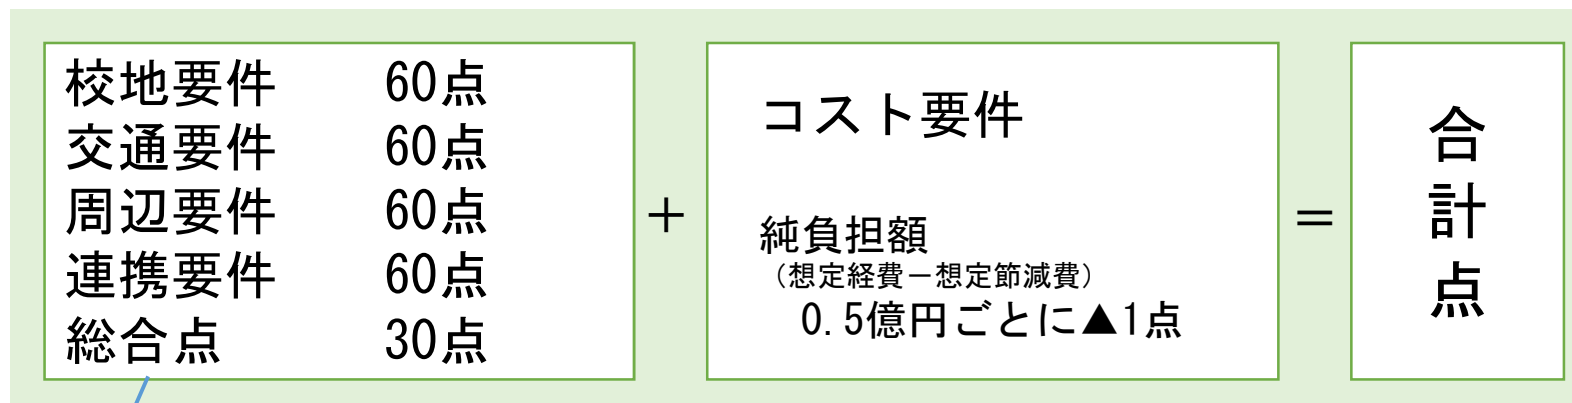 校地要件 60点
交通要件 60点
周辺要件 60点
連携要件 60点
総合点 30点
+
コスト要件
純負担額
（想定経費－想定節減費）
0.5億円ごとに▲1点
=
合計点